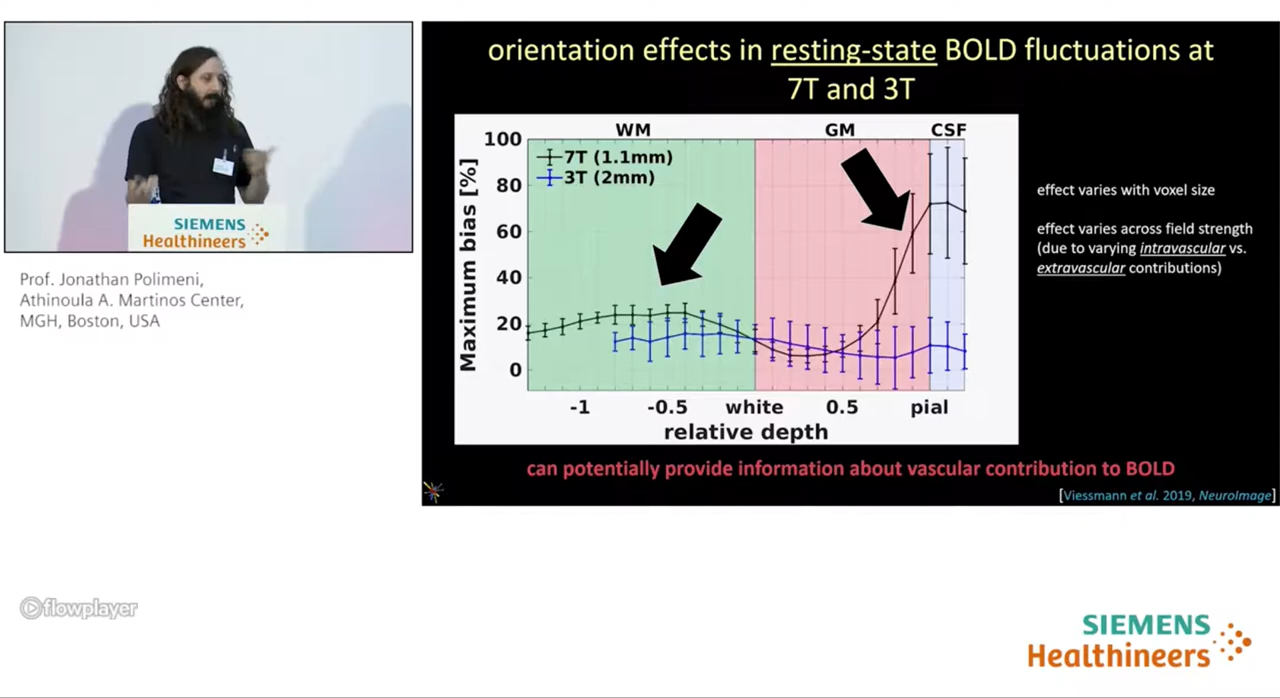 SIEMENS
Healthineers
Prof. Jonathan Polimeni,
Athinoula A. Martinos Center,
MGH, Boston, USA
orientation effects in resting-state BOLD fluctuations at
7T and 3T
WM GM CSF
7T (1.1mm)
3T (2mm)
Maximum bias [%]
100
80
60
40
20
0
-1 -0.5 white 0.5 pial
relative depth
effect varies with voxel size
effect varies across field strength
(due to varying intravascular vs.
extravascular contributions)
can potentially provide information about vascular contribution to BOLD
[Viessmann et al. 2019, NeuroImage]
flowplayer
SIEMENS
Healthineers